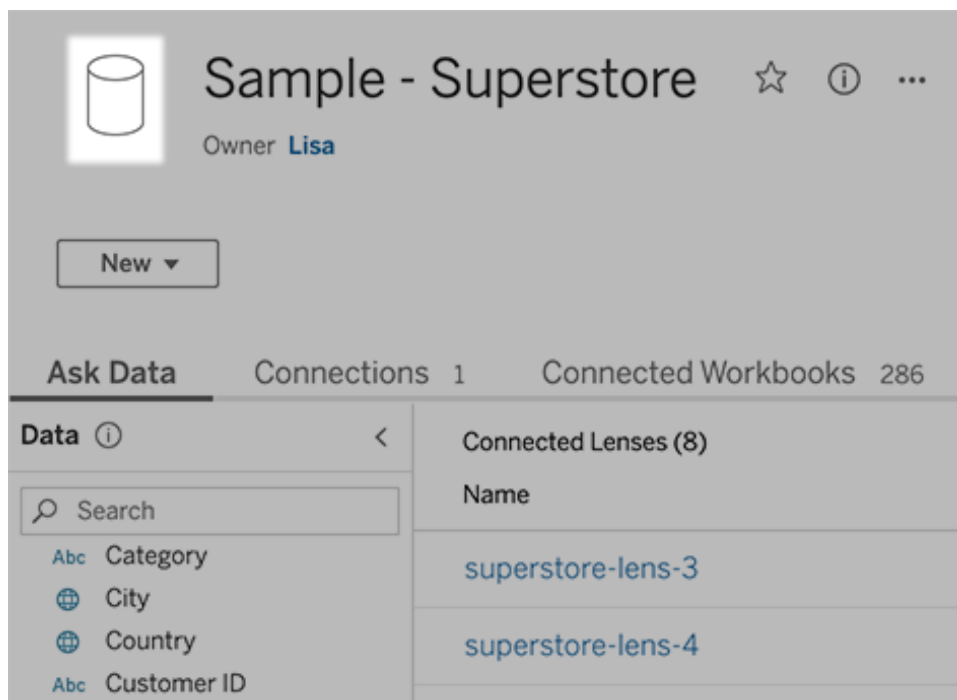 Sample - Superstore
Owner Lisa
New
Ask Data Connections 1 Connected Workbooks 286
Data
Search
Abc Category
City
Country
Abc Customer ID
Connected Lenses (8)
Name
superstore-lens-3
superstore-lens-4